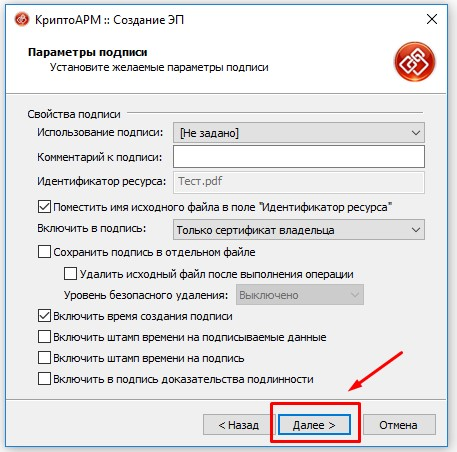 КриптоАРМ :: Создание ЭП
Параметры подписи
Установите желаемые параметры подписи
Свойства подписи
Использование подписи: [Не задано]
Комментарий к подписи:
Идентификатор ресурса: Тест.pdf
Поместить имя исходного файла в поле "Идентификатор ресурса"
Включить в подпись: Только сертификат владельца
Сохранить подпись в отдельном файле
Удалить исходный файл после выполнения операции
Уровень безопасного удаления: Выключено
Включить время создания подписи
Включить штамп времени на подписываемые данные
Включить штамп времени на подпись
Включить в подпись доказательства подлинности
< Назад Далее > Отмена